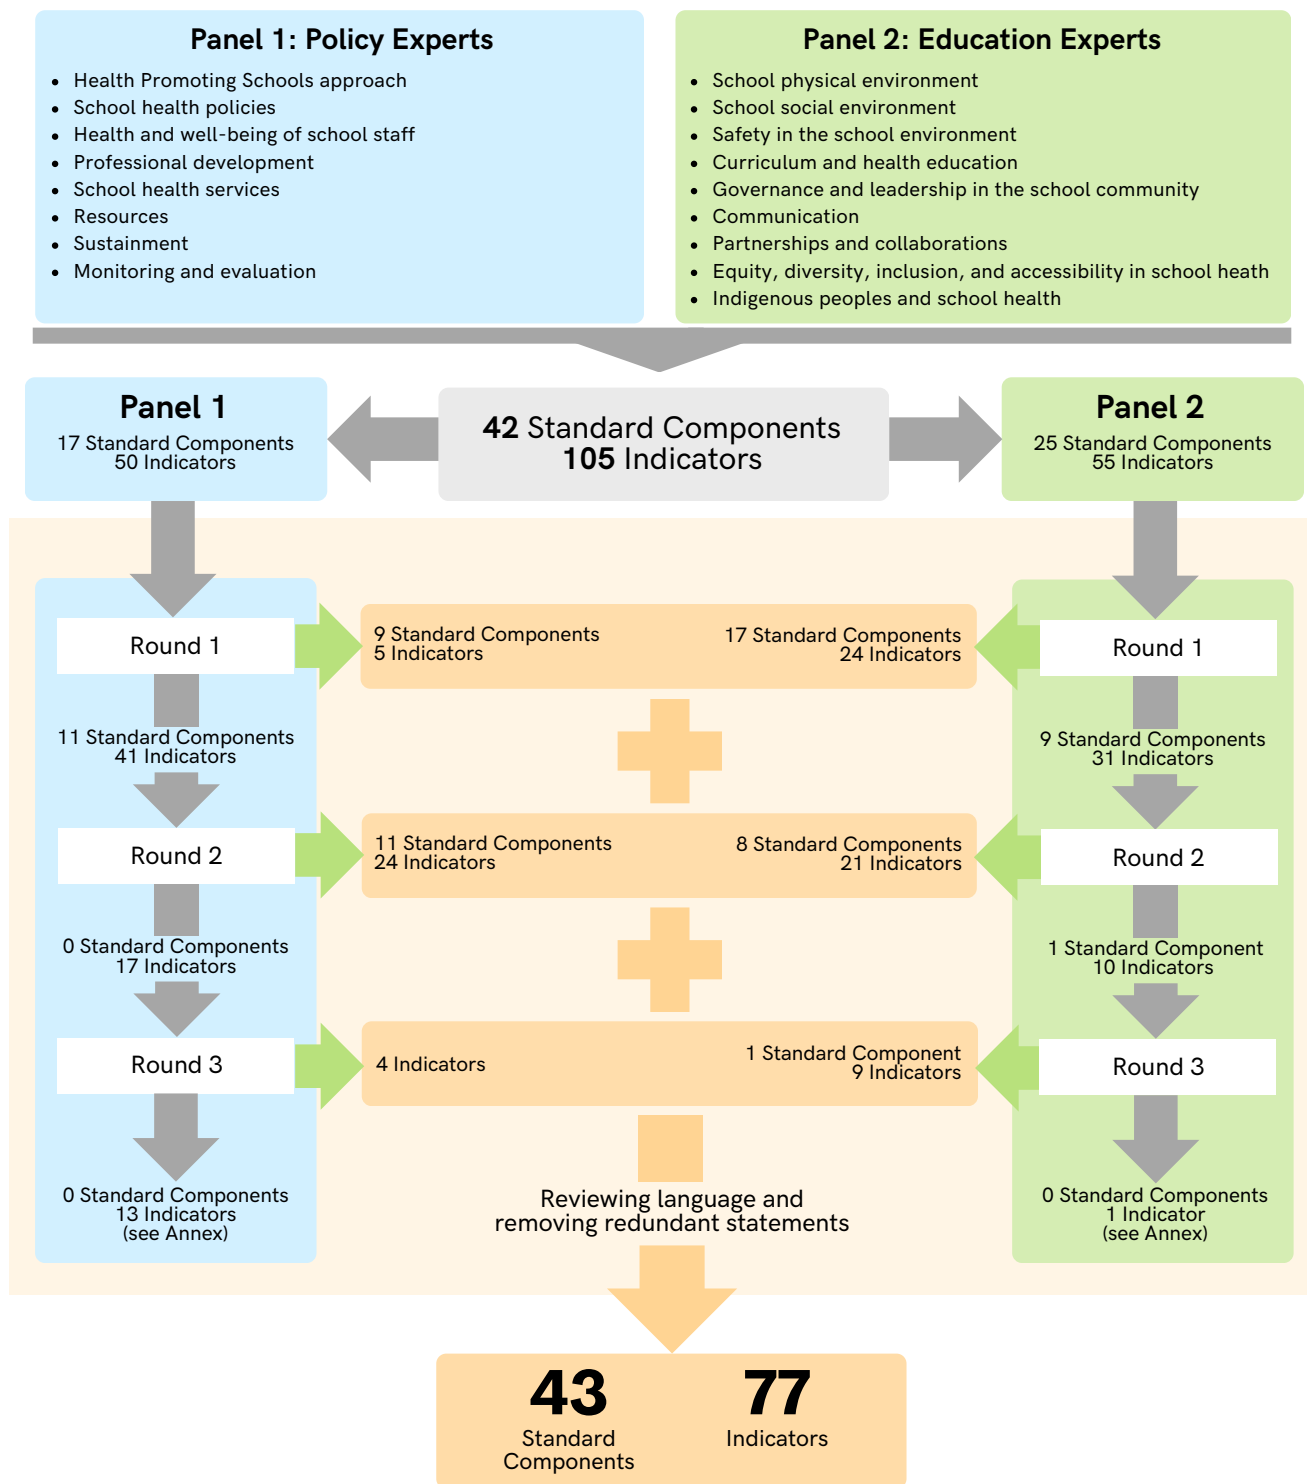 Panel 1: Policy Experts
• Health Promoting Schools approach
• School health policies
• Health and well-being of school staff
• Professional development
• School health services
• Resources
• Sustainment
• Monitoring and evaluation
Panel 2: Education Experts
• School physical environment
• School social environment
• Safety in the school environment
• Curriculum and health education
• Governance and leadership in the school community
• Communication
• Partnerships and collaborations
• Equity, diversity, inclusion, and accessibility in school heath
• Indigenous peoples and school health
Panel 1
17 Standard Components
50 Indicators
42 Standard Components
105 Indicators
Panel 2
25 Standard Components
55 Indicators
Round 1
9 Standard Components
5 Indicators
17 Standard Components
24 Indicators
Round 1
11 Standard Components
41 Indicators
9 Standard Components
31 Indicators
Round 2
11 Standard Components
24 Indicators
8 Standard Components
21 Indicators
Round 2
0 Standard Components
17 Indicators
1 Standard Component
10 Indicators
Round 3
4 Indicators
1 Standard Component
9 Indicators
Round 3
0 Standard Components
13 Indicators
(see Annex)
Reviewing language and
removing redundant statements
0 Standard Components
1 Indicator
(see Annex)
43
Standard
Components
77
Indicators